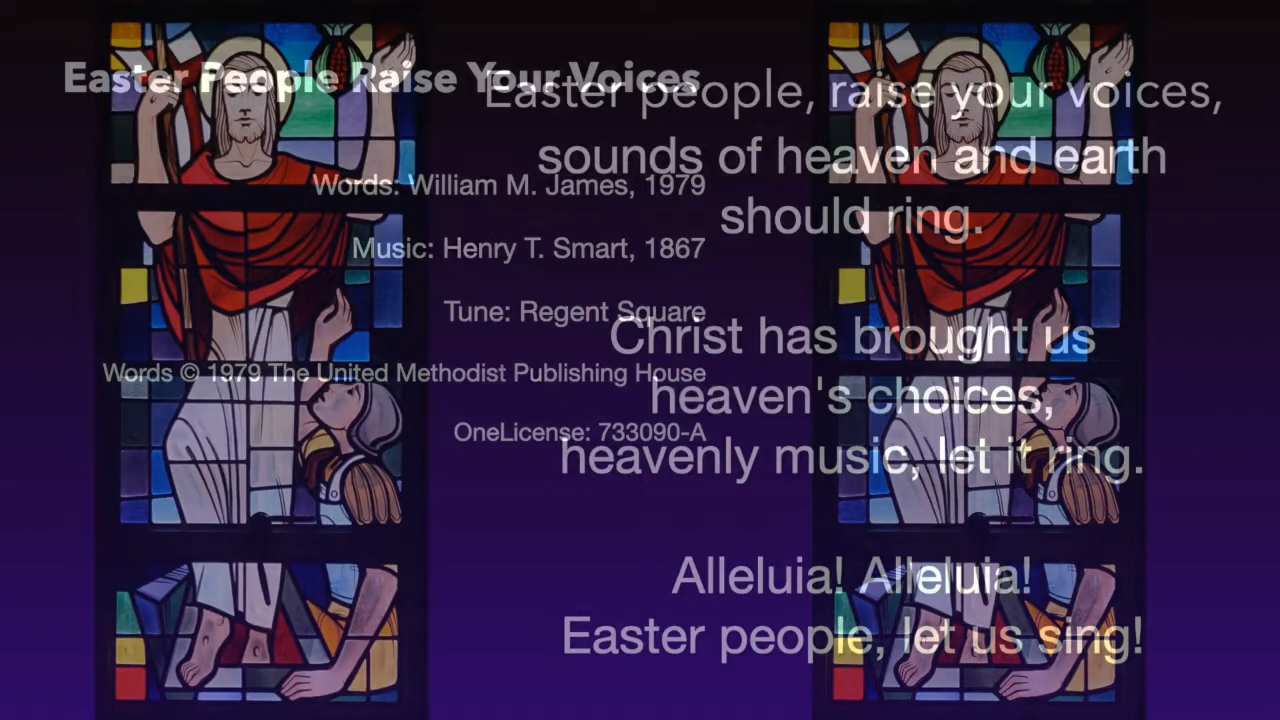 Easter People Raise Your Voices
Words: William M. James, 1979
Music: Henry T. Smart, 1867
Tune: Regent Square
Words © 1979 The United Methodist Publishing House
OneLicense: 733090-A
Easter people, raise your voices,
sounds of heaven and earth
should ring.
Christ has brought us
heaven's choices,
heavenly music, let it ring.
Alleluia! Alleluia!
Easter people, let us sing!